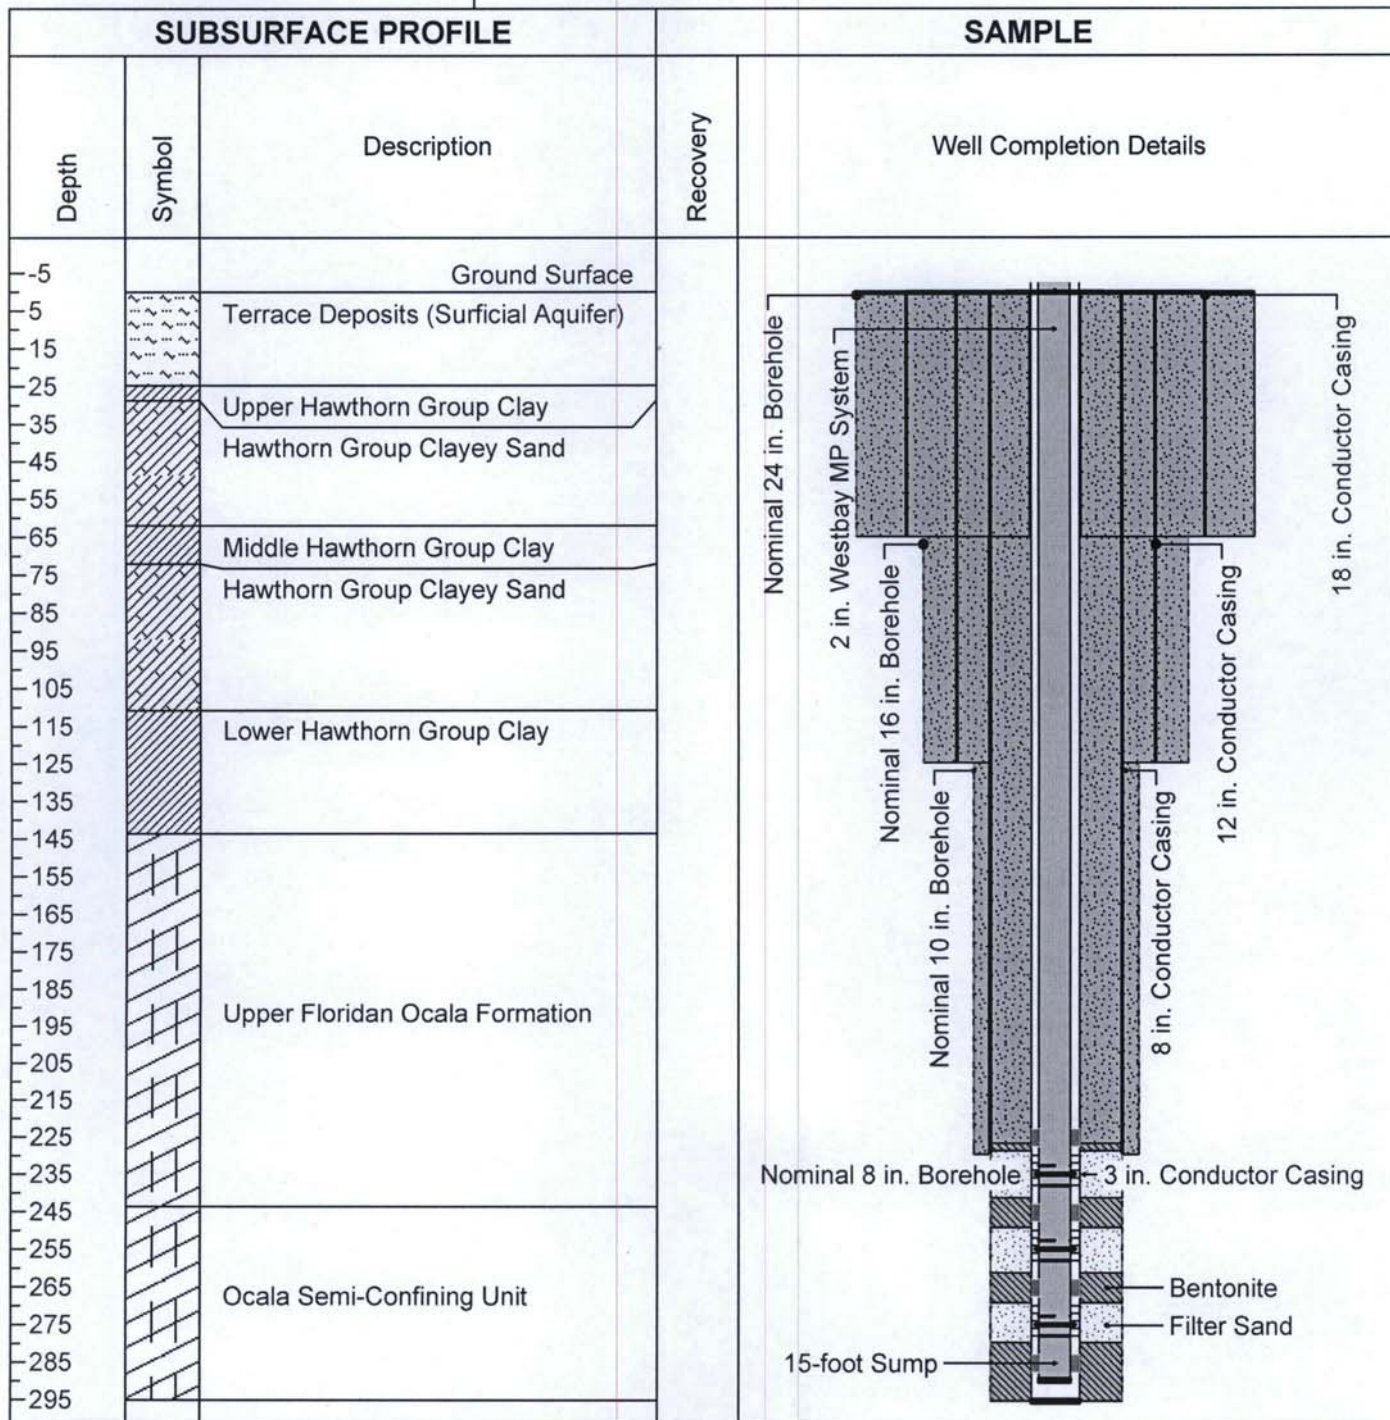 SUBSURFACE PROFILE
SAMPLE
Depth
Symbol
Description
Recovery
Well Completion Details
-5
5
15
25
35
45
55
65
75
85
95
105
115
125
135
145
155
165
175
185
195
205
215
225
235
245
255
265
275
285
295
Ground Surface
Terrace Deposits (Surficial Aquifer)
Upper Hawthorn Group Clay
Hawthorn Group Clayey Sand
Middle Hawthorn Group Clay
Hawthorn Group Clayey Sand
Lower Hawthorn Group Clay
Upper Floridan Ocala Formation
Ocala Semi-Confining Unit
Nominal 24 in. Borehole
2 in. Westbay MP System
Nominal 16 in. Borehole
Nominal 10 in. Borehole
8 in. Conductor Casing
12 in. Conductor Casing
18 in. Conductor Casing
Nominal 8 in. Borehole
3 in. Conductor Casing
Bentonite
Filter Sand
15-foot Sump